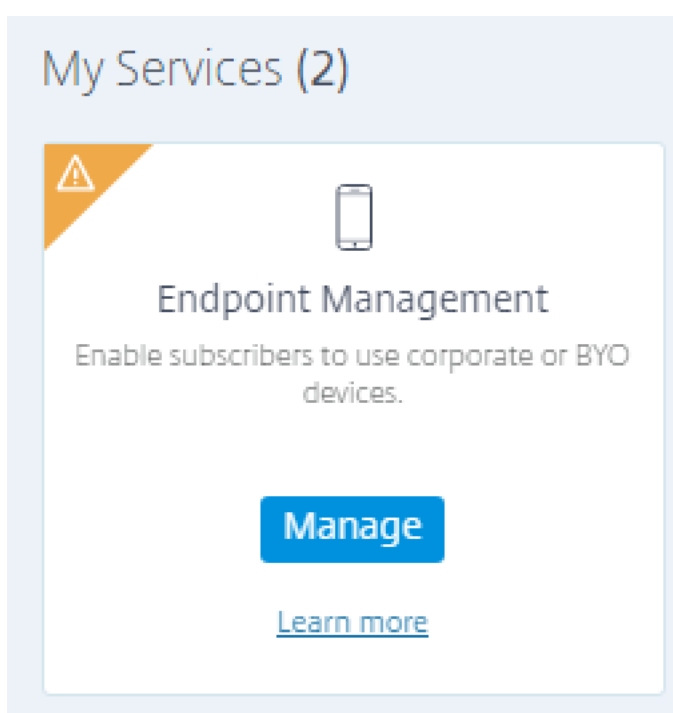 My Services (2)
Endpoint Management
Enable subscribers to use corporate or BYO
devices.
Manage
Learn more